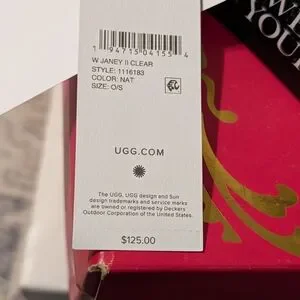 1 94715 04155 4
W JANEY II CLEAR
STYLE: 1116183
COLOR: NAT
SIZE: O/S
UGG.COM
The UGG, UGG design and Sun
design trademarks and service marks
are owned or registered by Deckers
Outdoor Corporation of the United States.
$125.00
YOU